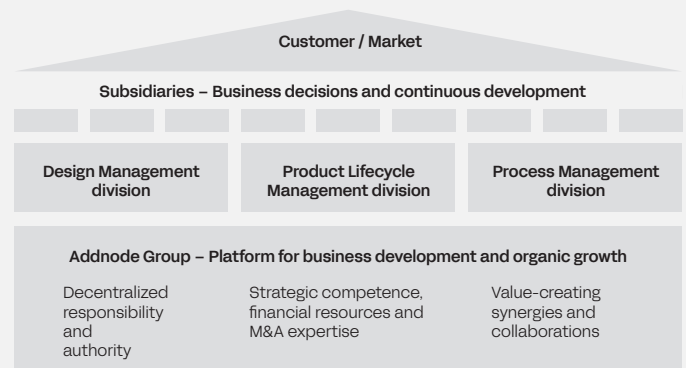 Customer / Market
Subsidiaries – Business decisions and continuous development
Design Management
division
Product Lifecycle
Management division
Process Management
division
Addnode Group – Platform for business development and organic growth
Decentralized
responsibility
and
authority
Strategic competence,
financial resources and
M&A expertise
Value-creating
synergies and
collaborations